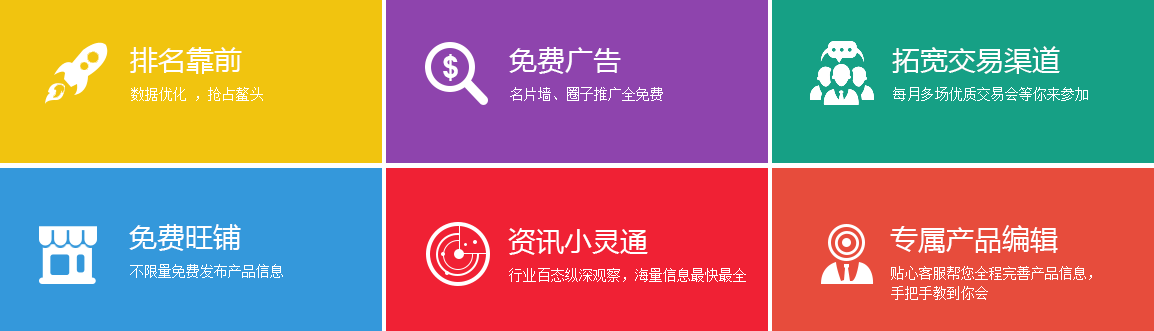 排名靠前
数据优化 ，抢占鳌头
免费广告
名片墙、圈子推广全免费
拓宽交易渠道
每月多场优质交易会等你来参加
免费旺铺
不限量免费发布产品信息
资讯小灵通
行业百态纵深观察，海量信息最快最全
专属产品编辑
贴心客服帮您全程完善产品信息，
手把手教到你会